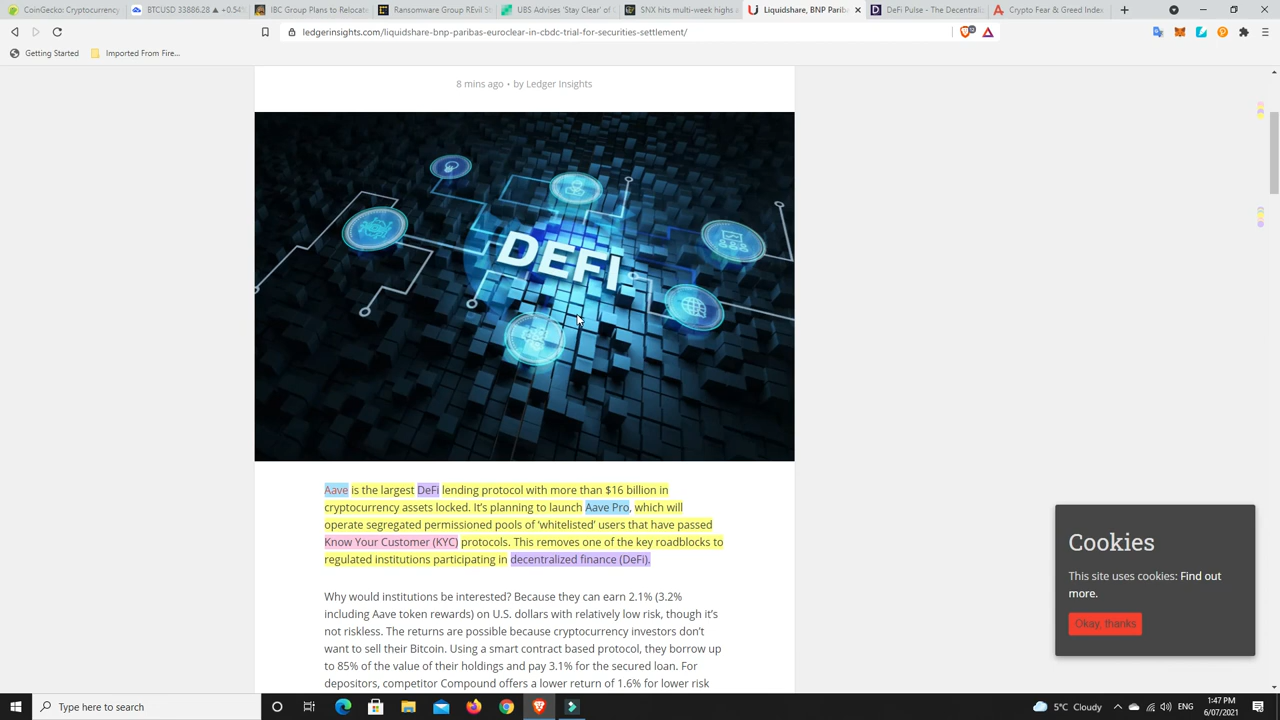 CoinGecko: Cryptocurrency
BTCUSD 33886.28 ▲ +0.54%
IBC Group Plans to Relocate
Ransomware Group REvil S
UBS Advises 'Stay Clear' of C
SNX hits multi-week highs a
Liquidshare, BNP Pariba
DeFi Pulse - The Decentrali
Crypto Fear & Greed Index
ledgerinsights.com/liquidshare-bnp-paribas-euroclear-in-cbdc-trial-for-securities-settlement/
Getting Started
Imported From Fire...
8 mins ago • by Ledger Insights
DEFI
Aave is the largest DeFi lending protocol with more than $16 billion in
cryptocurrency assets locked. It's planning to launch Aave Pro, which will
operate segregated permissioned pools of 'whitelisted' users that have passed
Know Your Customer (KYC) protocols. This removes one of the key roadblocks to
regulated institutions participating in decentralized finance (DeFi).
Why would institutions be interested? Because they can earn 2.1% (3.2%
including Aave token rewards) on U.S. dollars with relatively low risk, though it's
not riskless. The returns are possible because cryptocurrency investors don't
want to sell their Bitcoin. Using a smart contract based protocol, they borrow up
to 85% of the value of their holdings and pay 3.1% for the secured loan. For
depositors, competitor Compound offers a lower return of 1.6% for lower risk
Cookies
This site uses cookies: Find out
more.
Okay, thanks
Type here to search
5°C Cloudy
ENG
1:47 PM
6/07/2021